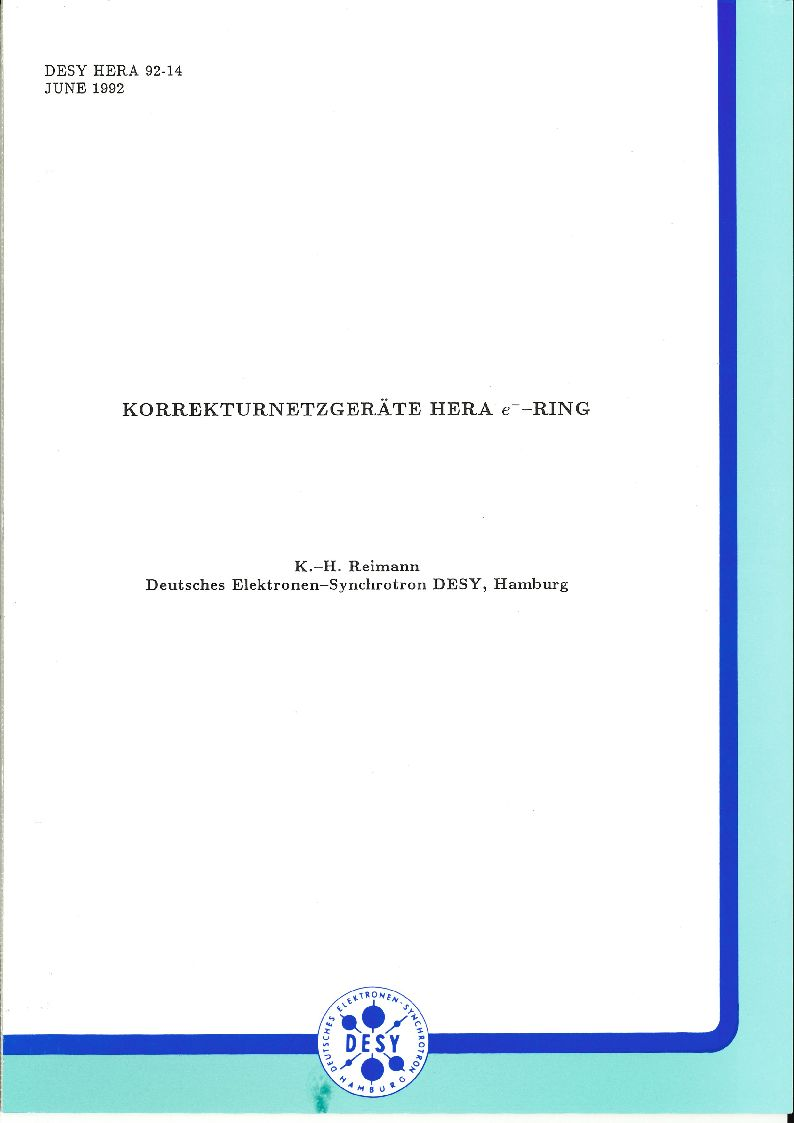 DESY HERA 92-14
JUNE 1992
KORREKTURNETZGERÄTE HERA e⁻–RING
K.–H. Reimann
Deutsches Elektronen–Synchrotron DESY, Hamburg
DEUTSCHES ELEKTRONEN-SYNCHROTRON
DESY
HAMBURG